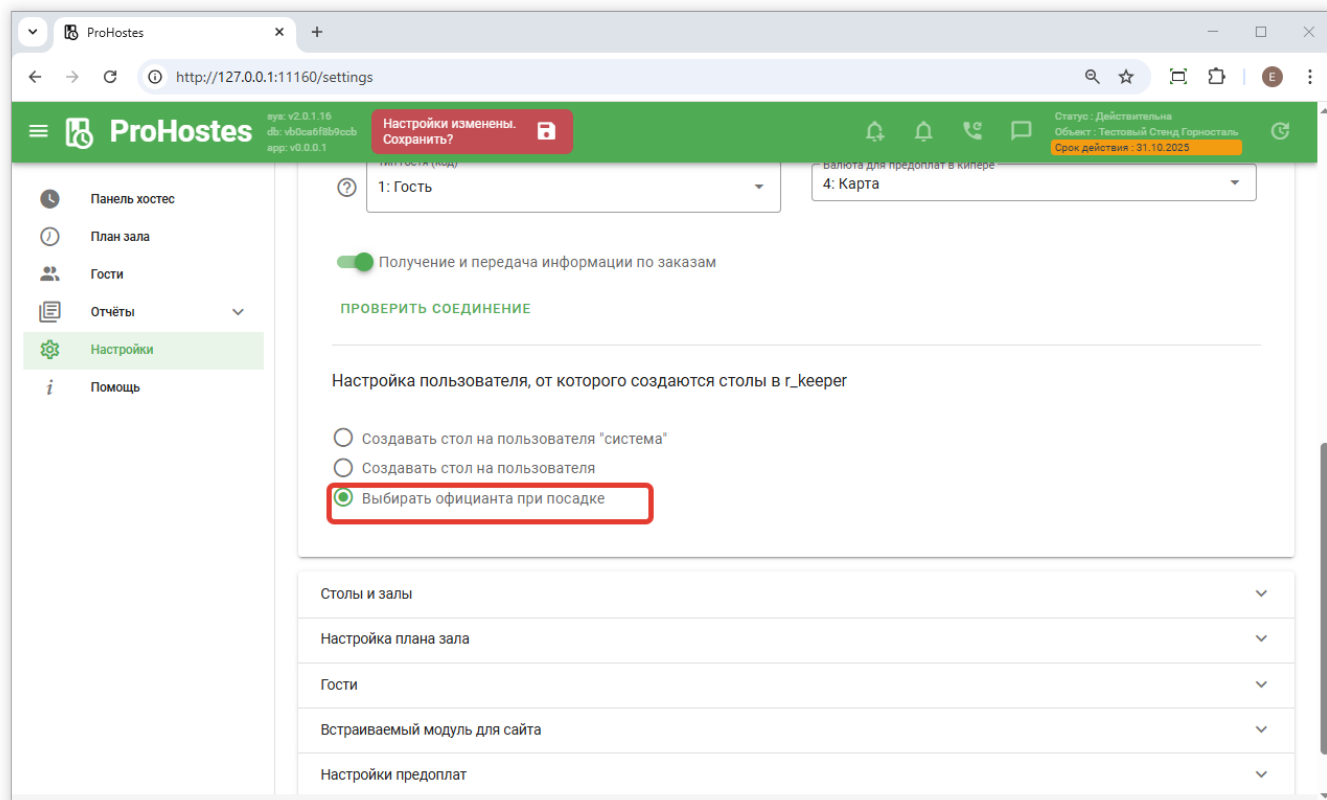 ProHostes
http://127.0.0.1:11160/settings
E
ProHostes
sys: v2.0.1.16
db: vb0ca6f8b9ccb
app: v0.0.0.1
Настройки изменены.
Сохранить?
Статус : Действительна
Объект : Тестовый Стенд Горносталь
Срок действия : 31.10.2025
Панель хостес
План зала
Гости
Отчёты
Настройки
Помощь
Тип гостя (код)
1: Гость
Валюта для предоплат в кипере
4: Карта
Получение и передача информации по заказам
ПРОВЕРИТЬ СОЕДИНЕНИЕ
Настройка пользователя, от которого создаются столы в r_keeper
Создавать стол на пользователя "система"
Создавать стол на пользователя
Выбирать официанта при посадке
Столы и залы
Настройка плана зала
Гости
Встраиваемый модуль для сайта
Настройки предоплат